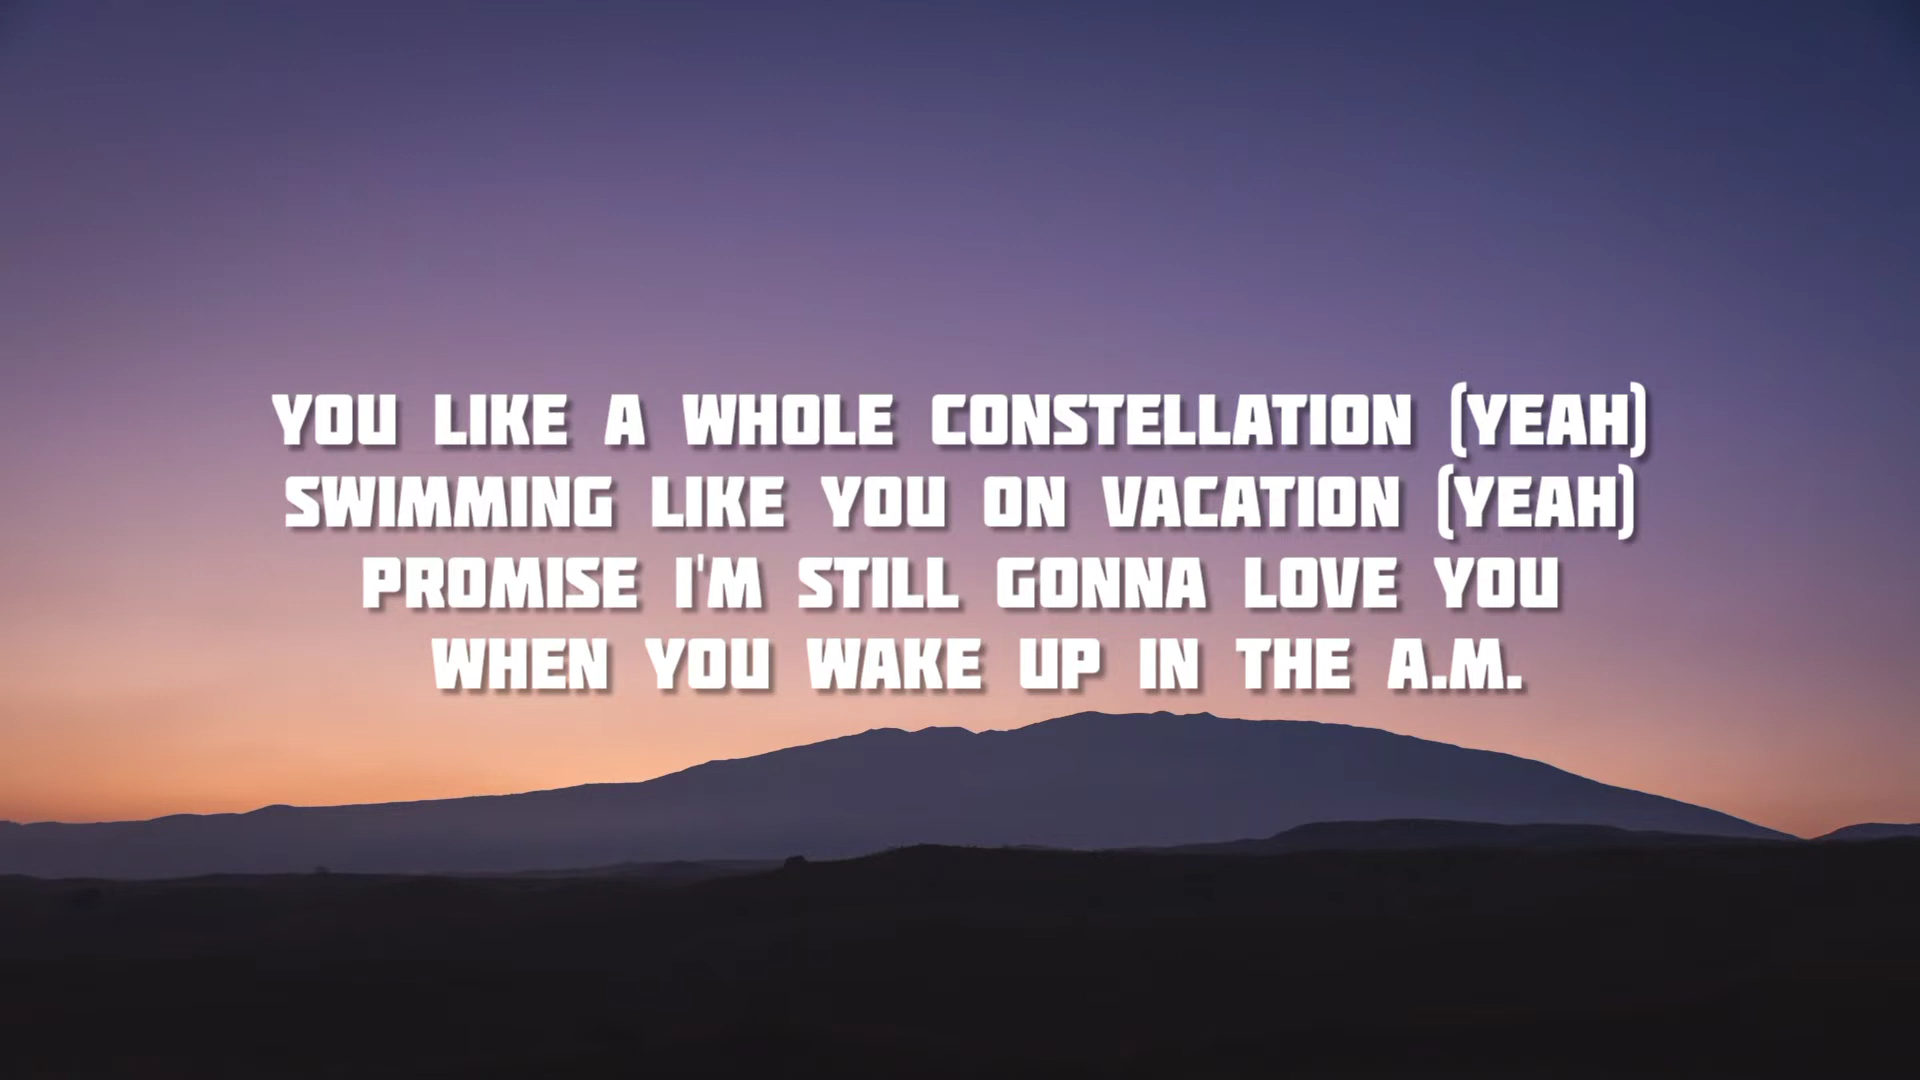 YOU LIKE A WHOLE CONSTELLATION (YEAH)
SWIMMING LIKE YOU ON VACATION (YEAH)
PROMISE I'M STILL GONNA LOVE YOU
WHEN YOU WAKE UP IN THE A.M.